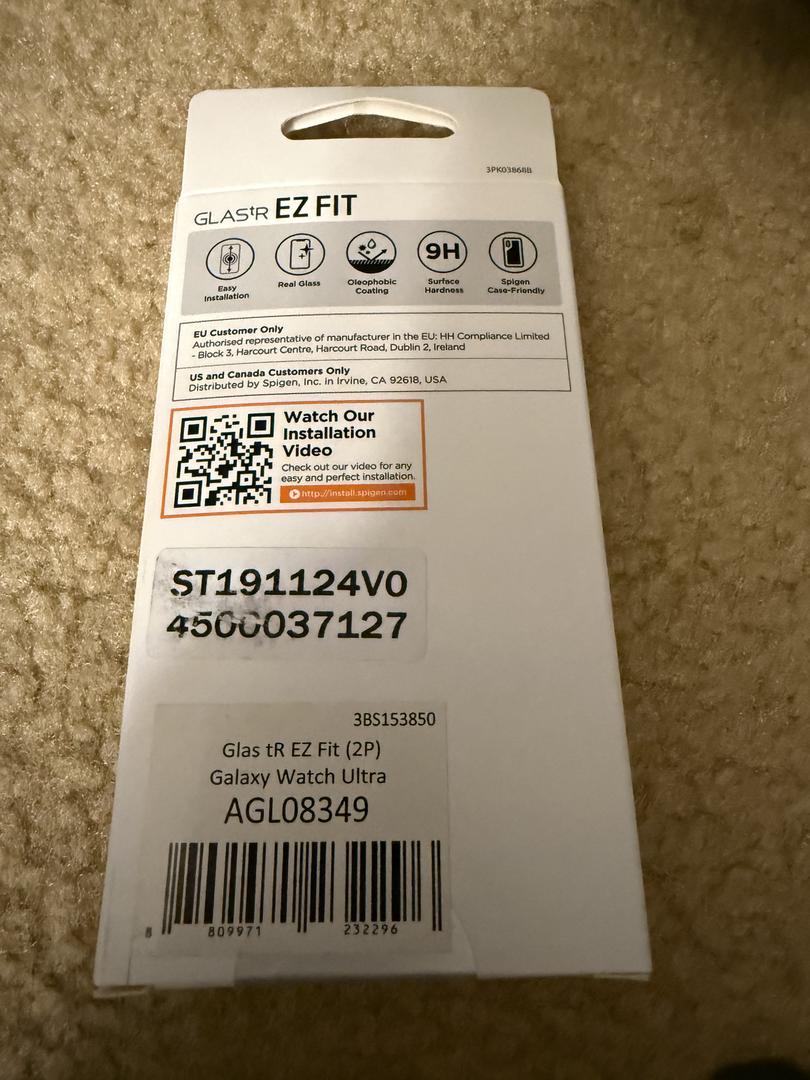 3PK03868B
GLAStR EZ FIT
9H
Easy
Installation
Real Glass
Oleophobic
Coating
Surface
Hardness
Spigen
Case-Friendly
EU Customer Only
Authorised representative of manufacturer in the EU: HH Compliance Limited
- Block 3, Harcourt Centre, Harcourt Road, Dublin 2, Ireland
US and Canada Customers Only
Distributed by Spigen, Inc. in Irvine, CA 92618, USA
Watch Our
Installation
Video
Check out our video for any
easy and perfect installation.
http://install.spigen.com
ST191124V0
4500037127
3BS153850
Glas tR EZ Fit (2P)
Galaxy Watch Ultra
AGL08349
8 809971 232296